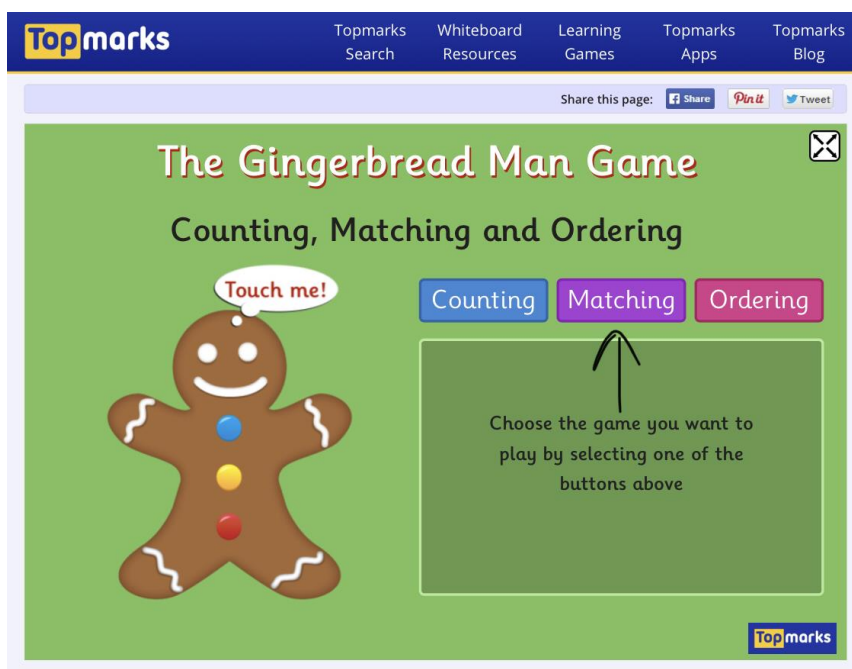 Topmarks
Topmarks Search
Whiteboard Resources
Learning Games
Topmarks Apps
Topmarks Blog
Share this page:
Share
Pin it
Tweet
The Gingerbread Man Game
Counting, Matching and Ordering
Touch me!
Counting
Matching
Ordering
Choose the game you want to
play by selecting one of the
buttons above
Topmarks